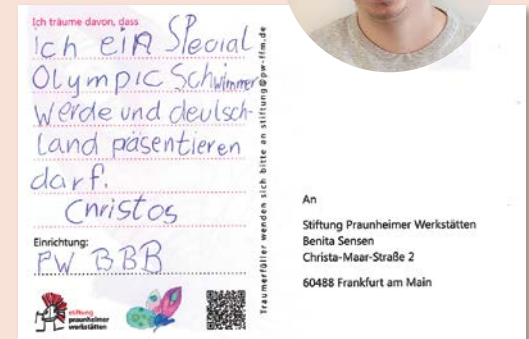 Ich träume davon, dass
Ich ein Special
Olympic Schwimmer
werde und deutsch-
land präsentieren
darf.
Christos
Einrichtung:
PW BBB
stiftung
praunheimer
werkstätten
Traumerfüller wenden sich bitte an stiftung@pw-ffm.de
An
Stiftung Praunheimer Werkstätten
Benita Sensen
Christa-Maar-Straße 2
60488 Frankfurt am Main